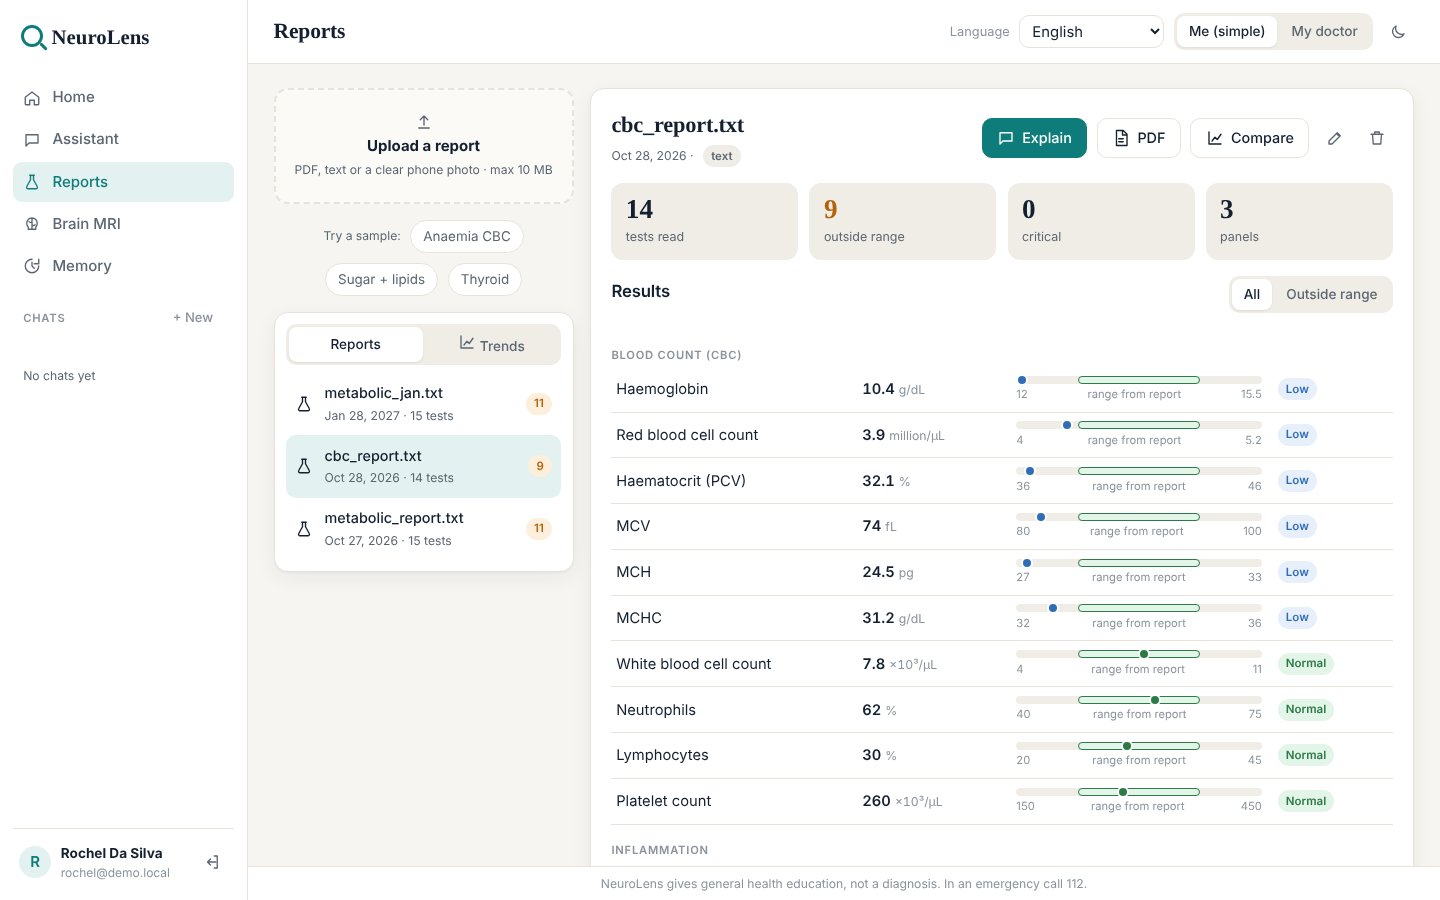 NeuroLens
Home
Assistant
Reports
Brain MRI
Memory
CHATS
+ New
No chats yet
Rochel Da Silva
R
rochel@demo.local
Reports
Language
English
Me (simple)
My doctor
Upload a report
PDF, text or a clear phone photo · max 10 MB
Try a sample:
Anaemia CBC
Sugar + lipids
Thyroid
Reports
Trends
metabolic_jan.txt
Jan 28, 2027 · 15 tests
11
cbc_report.txt
Oct 28, 2026 · 14 tests
9
metabolic_report.txt
Oct 27, 2026 · 15 tests
11
cbc_report.txt
Oct 28, 2026 ·
text
Explain
PDF
Compare
14
tests read
9
outside range
0
critical
3
panels
Results
All
Outside range
BLOOD COUNT (CBC)
Haemoglobin 10.4 g/dL Low
12 range from report 15.5
Red blood cell count 3.9 million/µL Low
4 range from report 5.2
Haematocrit (PCV) 32.1 % Low
36 range from report 46
MCV 74 fL Low
80 range from report 100
MCH 24.5 pg Low
27 range from report 33
MCHC 31.2 g/dL Low
32 range from report 36
White blood cell count 7.8 ×10³/µL Normal
4 range from report 11
Neutrophils 62 % Normal
40 range from report 75
Lymphocytes 30 % Normal
20 range from report 45
Platelet count 260 ×10³/µL Normal
150 range from report 450
INFLAMMATION
NeuroLens gives general health education, not a diagnosis. In an emergency call 112.